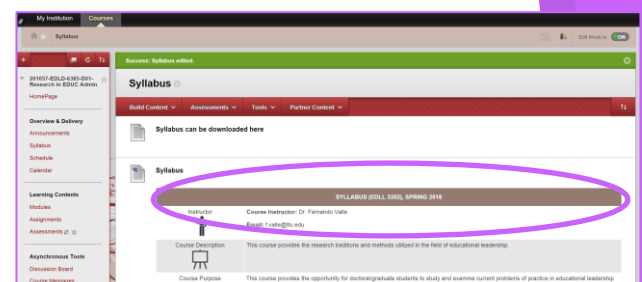 My Institution Courses
Syllabus
Edit Mode is: ON
201657-EDLD-6385-D01-
Research in EDUC Admin
HomePage
Overview & Delivery
Announcements
Syllabus
Schedule
Calendar
Learning Contents
Modules
Assignments
Assessments
Asynchronous Tools
Discussion Board
Course Messages
Success: Syllabus edited.
Syllabus
Build Content Assessments Tools Partner Content
Syllabus can be downloaded here
Syllabus
SYLLABUS (EDLL 3352), SPRING 2016
Instructor
Course Instructor: Dr. Fernando Valle
Email: f.valle@ttu.edu
Course Description
This course provides the research traditions and methods utilized in the field of educational leadership.
Course Purpose
This course provides the opportunity for doctoral/graduate students to study and examine current problems of practice in educational leadership